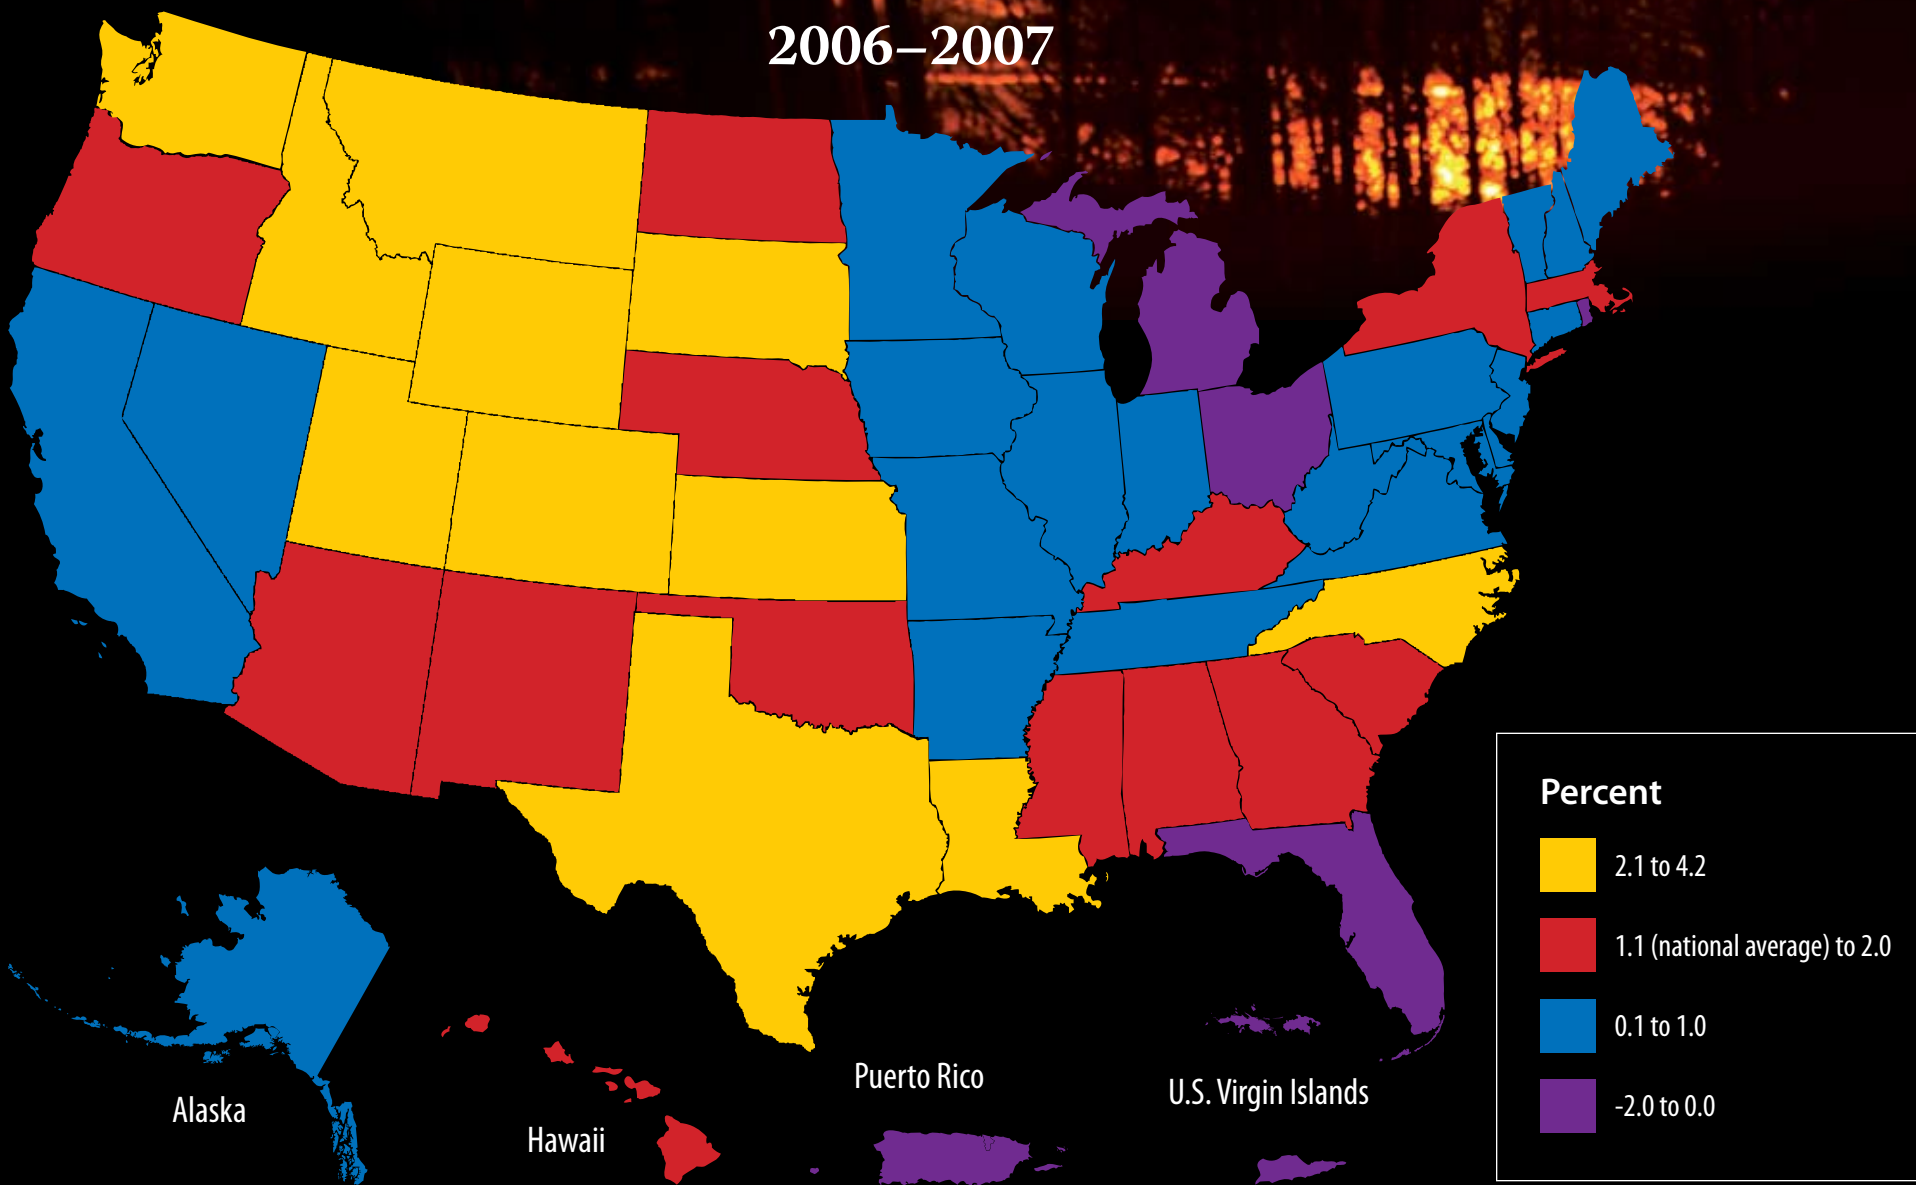 2006–2007
Percent
2.1 to 4.2
1.1 (national average) to 2.0
0.1 to 1.0
-2.0 to 0.0
Puerto Rico
U.S. Virgin Islands
Alaska
Hawaii